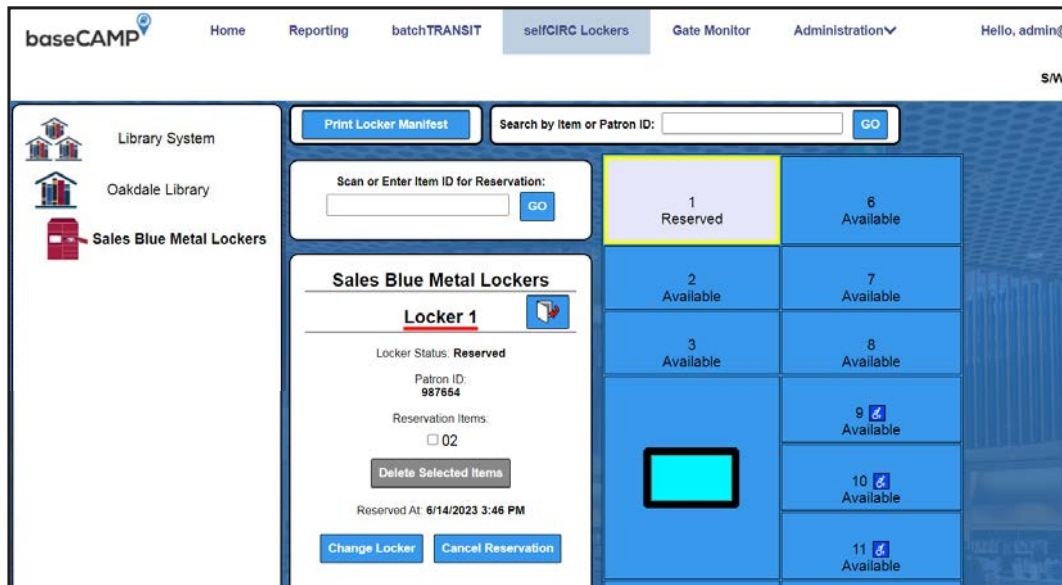 baseCAMP
Home
Reporting
batchTRANSIT
selfCIRC Lockers
Gate Monitor
Administration
Hello, admin@
S/W
Library System
Oakdale Library
Sales Blue Metal Lockers
Print Locker Manifest
Search by Item or Patron ID:
GO
Scan or Enter Item ID for Reservation:
GO
Sales Blue Metal Lockers
Locker 1
Locker Status: Reserved
Patron ID:
987654
Reservation Items:
02
Delete Selected Items
Reserved At: 6/14/2023 3:46 PM
Change Locker
Cancel Reservation
1
Reserved
6
Available
2
Available
7
Available
3
Available
8
Available
9
Available
10
Available
11
Available